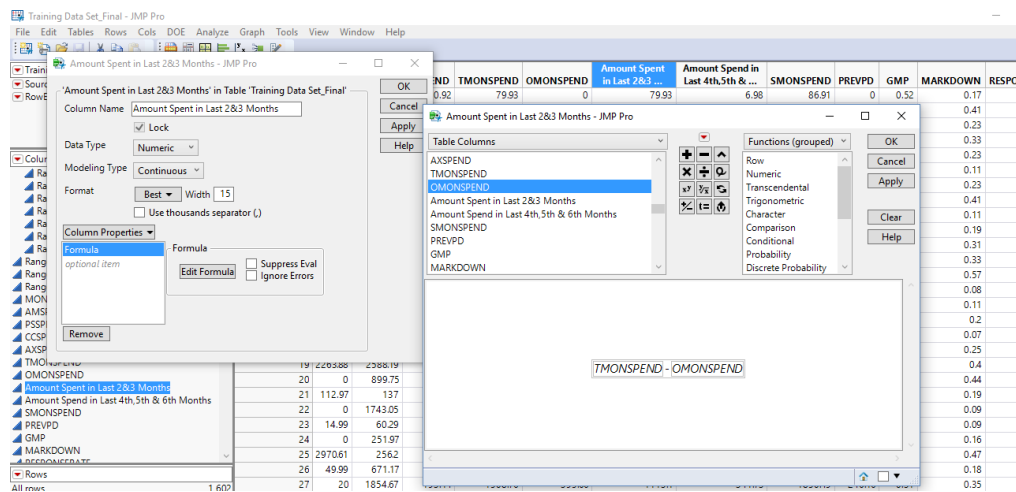 Training Data Set_Final - JMP Pro
File Edit Tables Rows Cols DOE Analyze Graph Tools View Window Help
Amount Spent in Last 2&3 Months - JMP Pro
'Amount Spent in Last 2&3 Months' in Table 'Training Data Set_Final'
Column Name Amount Spent in Last 2&3 Months
Lock
Data Type Numeric
Modeling Type Continuous
Format Best Width 15
Use thousands separator (,)
Column Properties
Formula
optional item
Formula
Edit Formula
Suppress Eval
Ignore Errors
Remove
OK
Cancel
Apply
Help
TMONSPEND OMONSPEND Amount Spent in Last 2&3 ... Amount Spend in Last 4th,5th & ... SMONSPEND PREVPD GMP MARKDOWN
79.93 0 79.93 6.98 86.91 0 0.52 0.17
0.41
0.23
0.33
0.23
0.11
0.23
0.41
0.11
0.19
0.31
0.33
0.57
0.08
0.11
0.2
0.07
0.25
0.4
0.44
0.19
0.09
0.09
0.16
0.47
0.18
0.35
Amount Spent in Last 2&3 Months - JMP Pro
Table Columns
AXSPEND
TMONSPEND
OMONSPEND
Amount Spent in Last 2&3 Months
Amount Spend in Last 4th,5th & 6th Months
SMONSPEND
PREVPD
GMP
MARKDOWN
Functions (grouped)
Row
Numeric
Transcendental
Trigonometric
Character
Comparison
Conditional
Probability
Discrete Probability
OK
Cancel
Apply
Clear
Help
TMONSPEND - OMONSPEND
OMONSPEND
Amount Spent in Last 2&3 Months
Amount Spend in Last 4th,5th & 6th Months
SMONSPEND
PREVPD
GMP
MARKDOWN
Rows
All rows 1,602
19 2263.88 2588.19
20 0 899.75
21 112.97 137
22 0 1743.05
23 14.99 60.29
24 0 251.97
25 2970.61 2562
26 49.99 671.17
27 20 1854.67